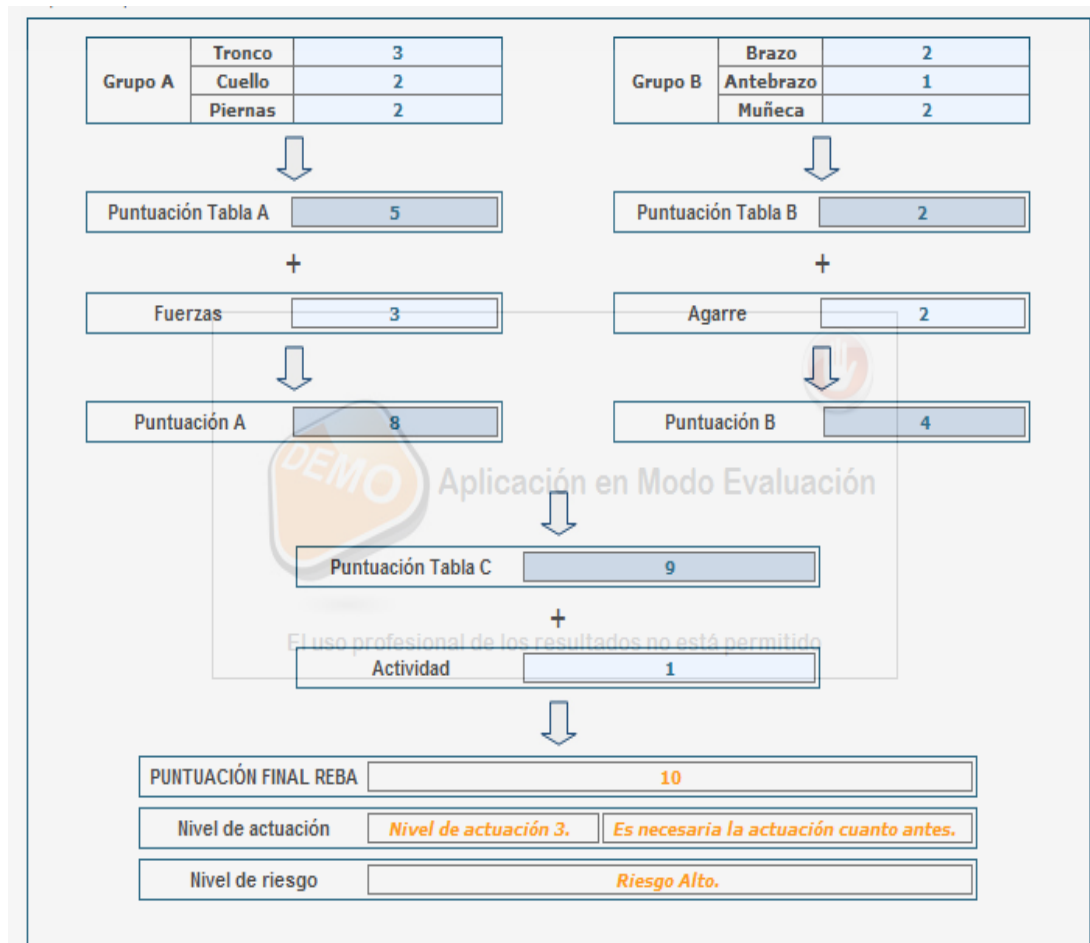 Grupo A
Tronco 3
Cuello 2
Piernas 2
Grupo B
Brazo 2
Antebrazo 1
Muñeca 2
Puntuación Tabla A 5
Puntuación Tabla B 2
+
+
Fuerzas 3
Agarre 2
Puntuación A 8
Puntuación B 4
DEMO
Aplicación en Modo Evaluación
Puntuación Tabla C 9
+
El uso profesional de los resultados no está permitido
Actividad 1
PUNTUACIÓN FINAL REBA 10
Nivel de actuación Nivel de actuación 3. Es necesaria la actuación cuanto antes.
Nivel de riesgo Riesgo Alto.